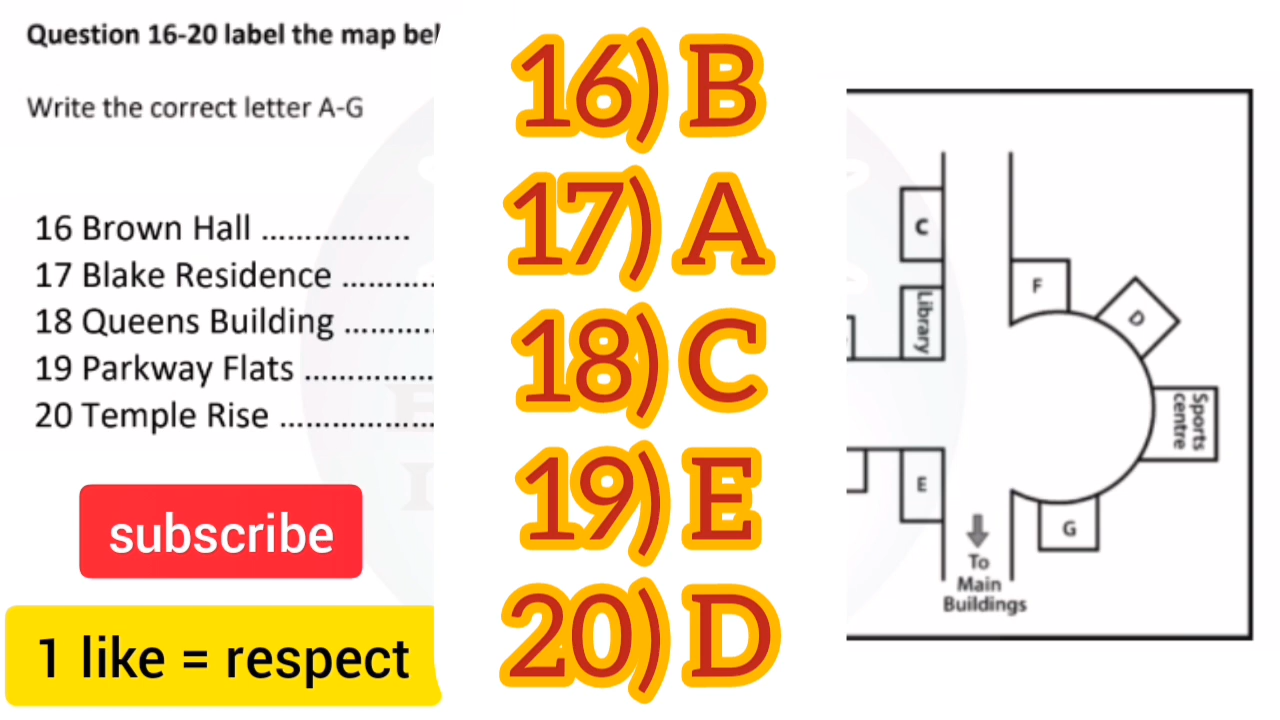 Question 16-20 label the map bel
Write the correct letter A-G
16 Brown Hall ................
17 Blake Residence ..........
18 Queens Building ..........
19 Parkway Flats ..............
20 Temple Rise .................
subscribe
1 like = respect
16) B
17) A
18) C
19) E
20) D
C
Library
F
D
Sports
centre
E
G
To
Main
Buildings